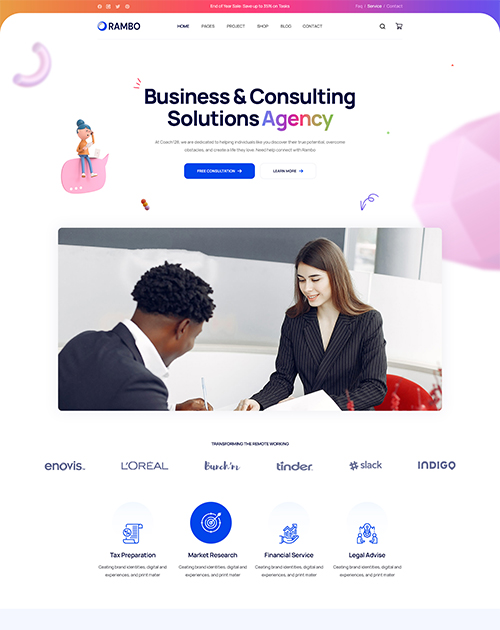 End of Year Sale: Save up to 35% on Tasks
Faq | Service | Contact
RAMBO
HOME PAGES PROJECT SHOP BLOG CONTACT
Business & Consulting
Solutions Agency
At Coach'26, we are dedicated to helping individuals like you discover their true potential, overcome
obstacles, and create a life they love. Need help connect with Rambo
FREE CONSULTATION
LEARN MORE
TRANSFORMING THE REMOTE WORKING
enovis
L'ORÉAL
tinder
slack
INDIGO
Tax Preparation
Creating brand identities, digital and
experiences, and print mater
Market Research
Creating brand identities, digital and
experiences, and print mater
Financial Service
Creating brand identities, digital and
experiences, and print mater
Legal Advise
Creating brand identities, digital and
experiences, and print mater